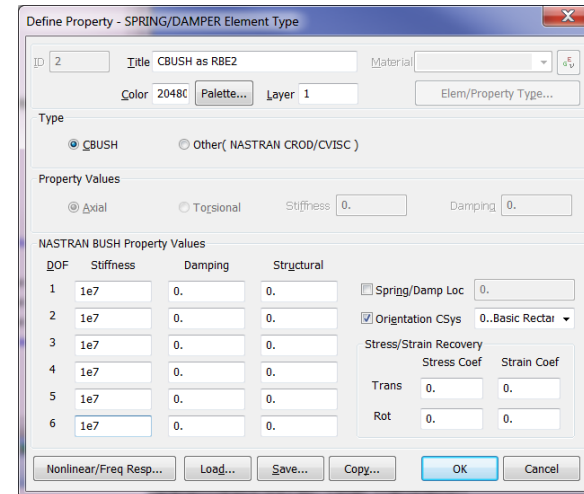 Define Property - SPRING/DAMPER Element Type
ID 2 Title CBUSH as RBE2 Material
Color 20480 Palette... Layer 1 Elem/Property Type...
Type
CBUSH Other( NASTRAN CROD/CVISC )
Property Values
Axial Torsional Stiffness 0. Damping 0.
NASTRAN BUSH Property Values
DOF Stiffness Damping Structural
1 1e7 0. 0. Spring/Damp Loc 0.
2 1e7 0. 0. Orientation CSys 0..Basic Rectar
3 1e7 0. 0. Stress/Strain Recovery
Stress Coef Strain Coef
4 1e7 0. 0. Trans 0. 0.
5 1e7 0. 0.
6 1e7 0. 0. Rot 0. 0.
Nonlinear/Freq Resp... Load... Save... Copy... OK Cancel